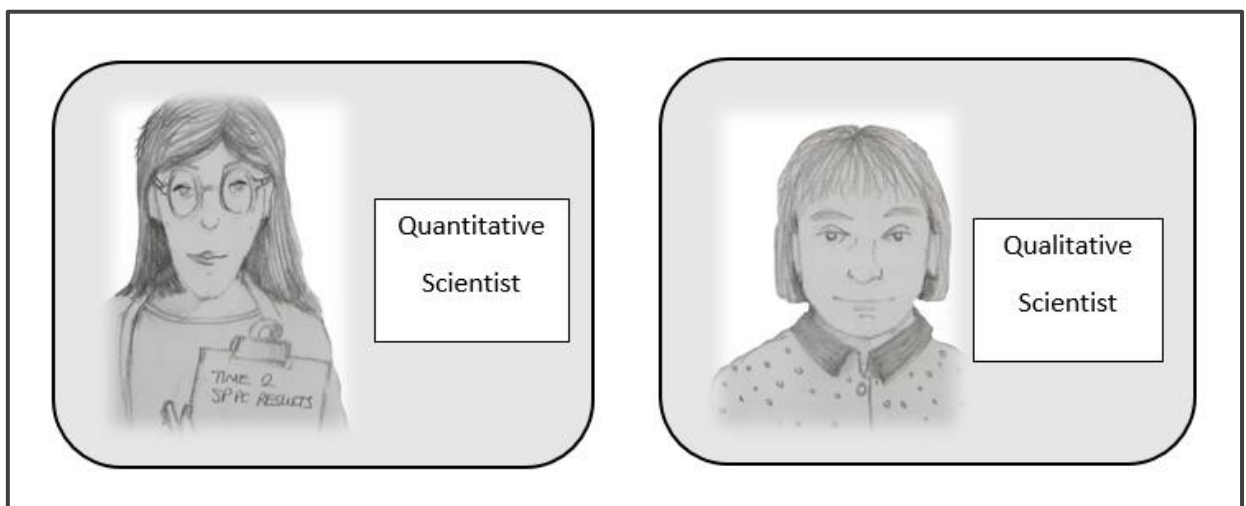 Quantitative
Scientist
TIME 2
SPPC RESULTS
Qualitative
Scientist